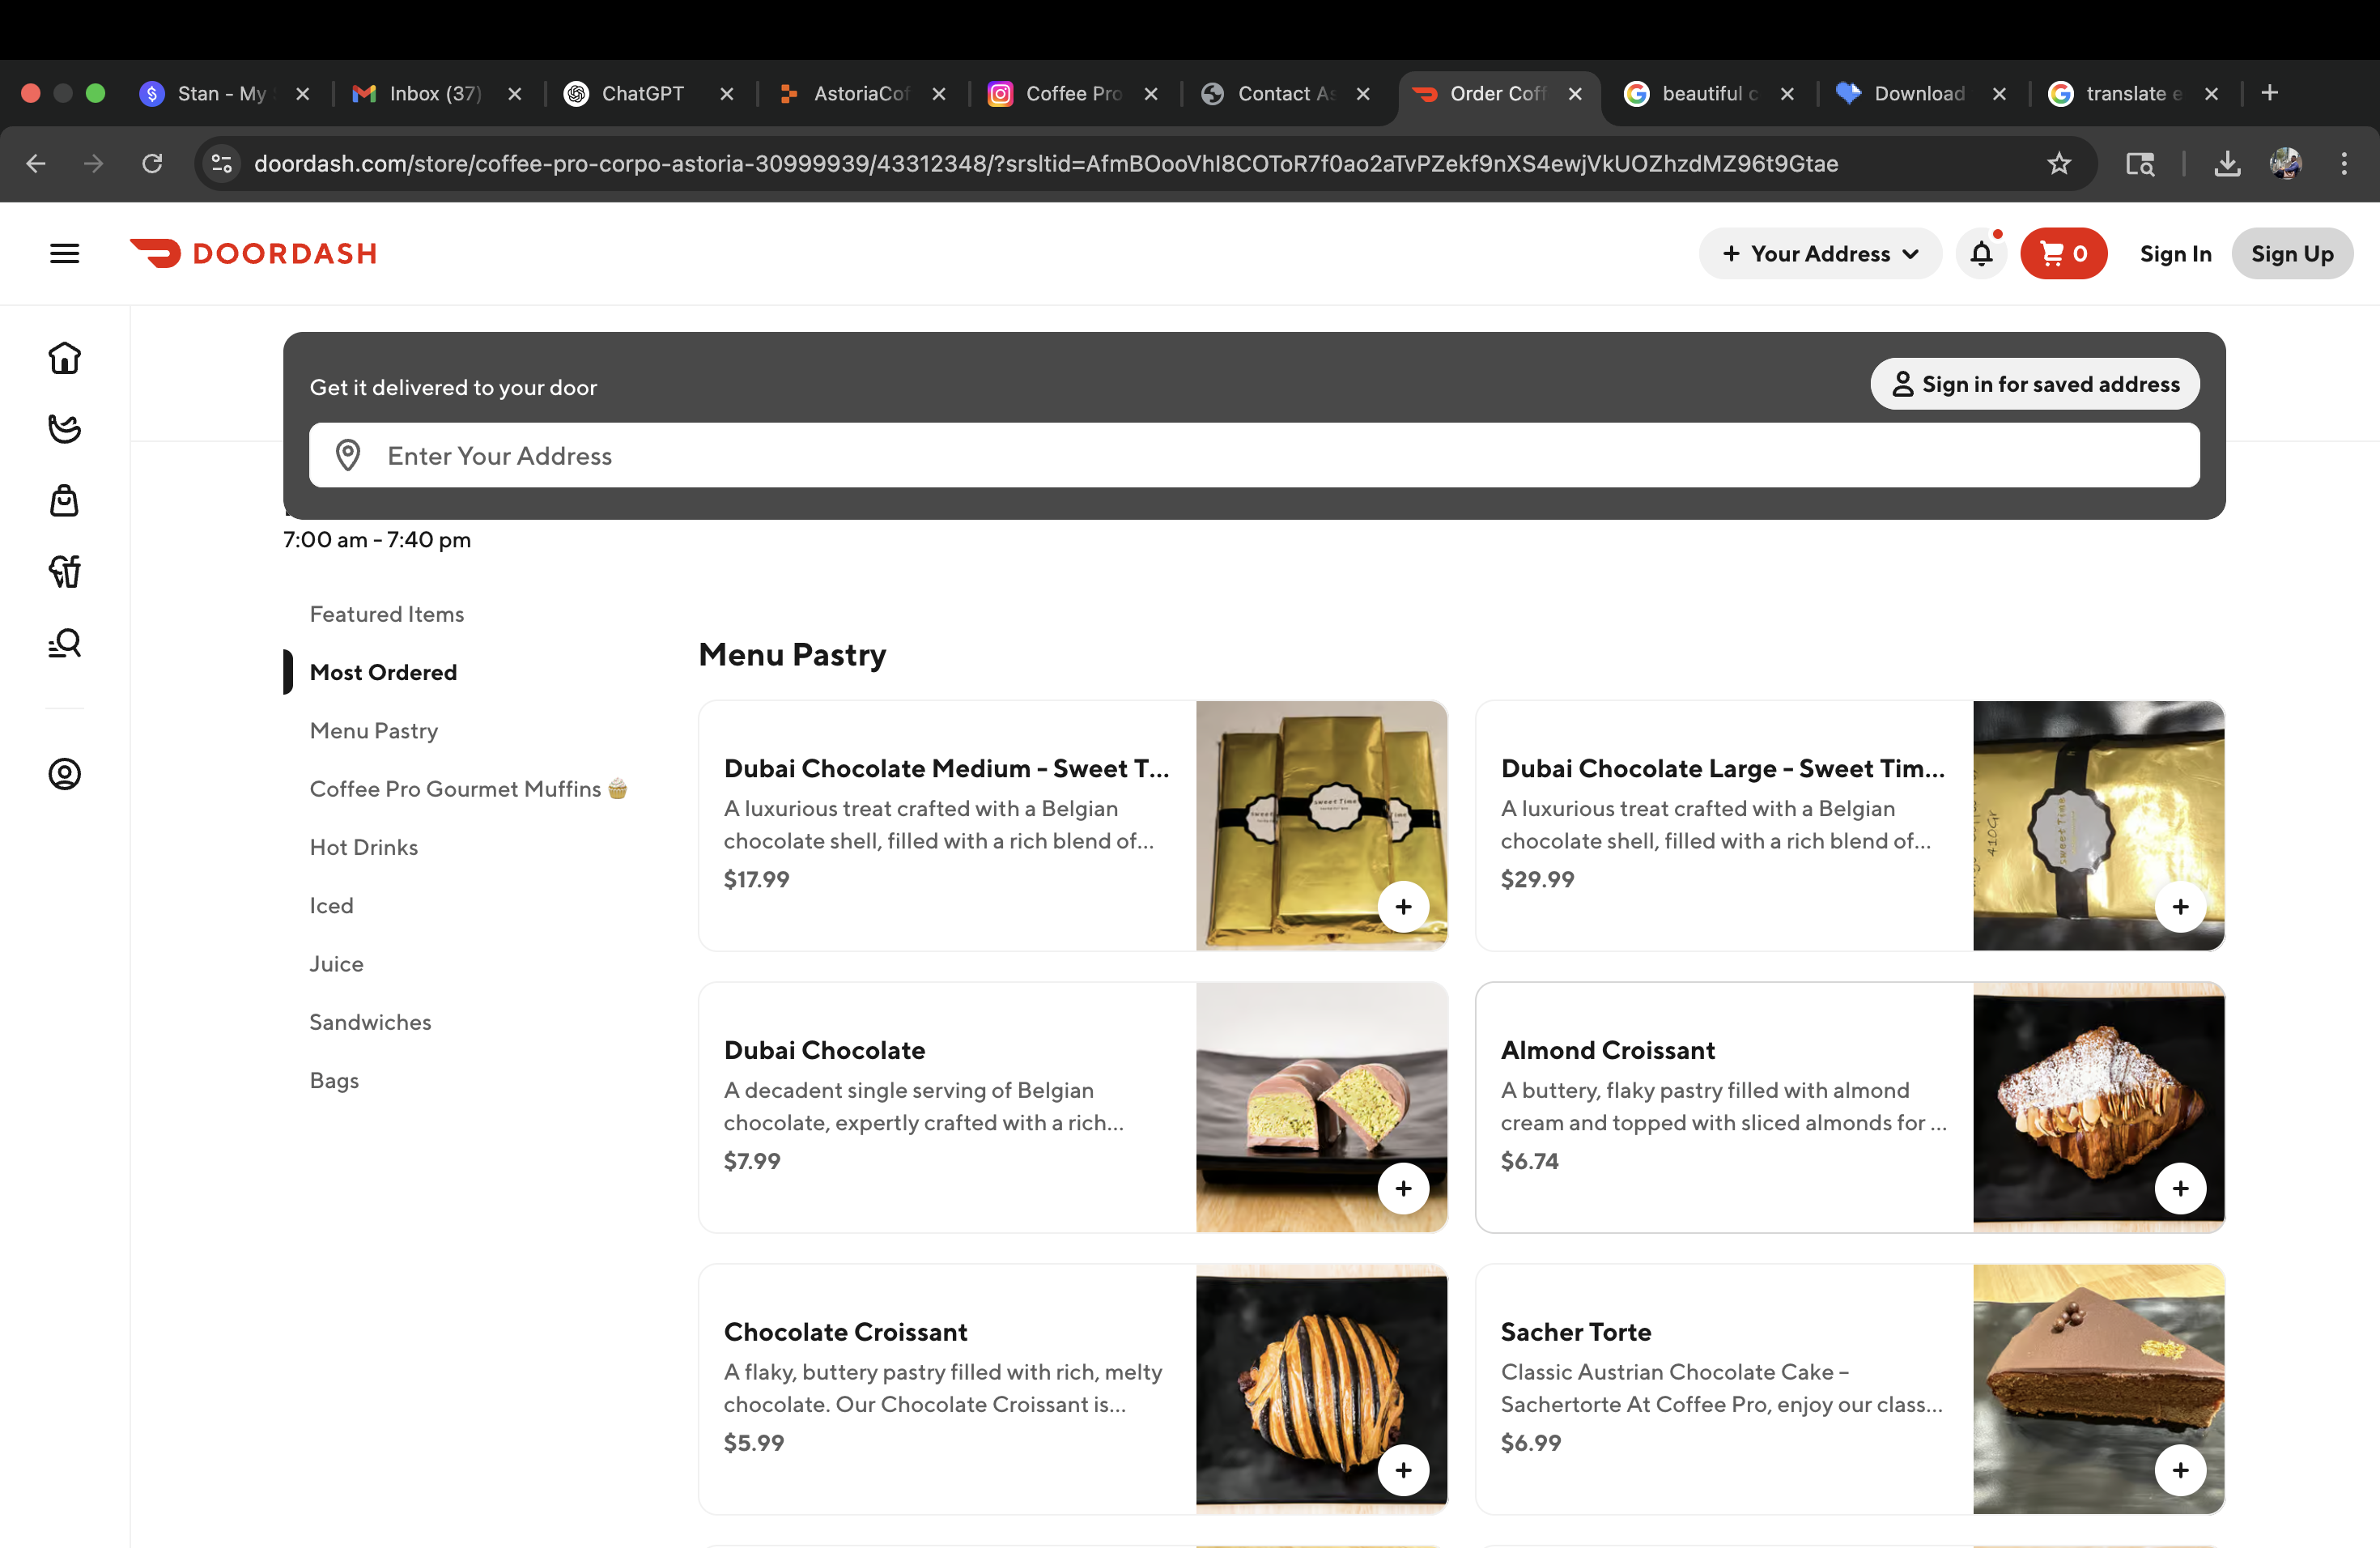 Stan - My
Inbox (37)
ChatGPT
AstoriaCof
Coffee Pro
Contact As
Order Coff
beautiful c
Download
translate e
doordash.com/store/coffee-pro-corpo-astoria-30999939/43312348/?srsltid=AfmBOooVhI8COToR7f0ao2aTvPZekf9nXS4ewjVkUOZhzdMZ96t9Gtae
DOORDASH
Your Address
0
Sign In
Sign Up
Get it delivered to your door
Sign in for saved address
Enter Your Address
7:00 am - 7:40 pm
Featured Items
Most Ordered
Menu Pastry
Coffee Pro Gourmet Muffins 🧁
Hot Drinks
Iced
Juice
Sandwiches
Bags
Menu Pastry
Dubai Chocolate Medium - Sweet T...
A luxurious treat crafted with a Belgian
chocolate shell, filled with a rich blend of...
$17.99
sweet Time
Dubai Chocolate Large - Sweet Tim...
A luxurious treat crafted with a Belgian
chocolate shell, filled with a rich blend of...
$29.99
410Gr
sweet Time
Dubai Chocolate
A decadent single serving of Belgian
chocolate, expertly crafted with a rich...
$7.99
Almond Croissant
A buttery, flaky pastry filled with almond
cream and topped with sliced almonds for ...
$6.74
Chocolate Croissant
A flaky, buttery pastry filled with rich, melty
chocolate. Our Chocolate Croissant is...
$5.99
Sacher Torte
Classic Austrian Chocolate Cake –
Sachertorte At Coffee Pro, enjoy our class...
$6.99